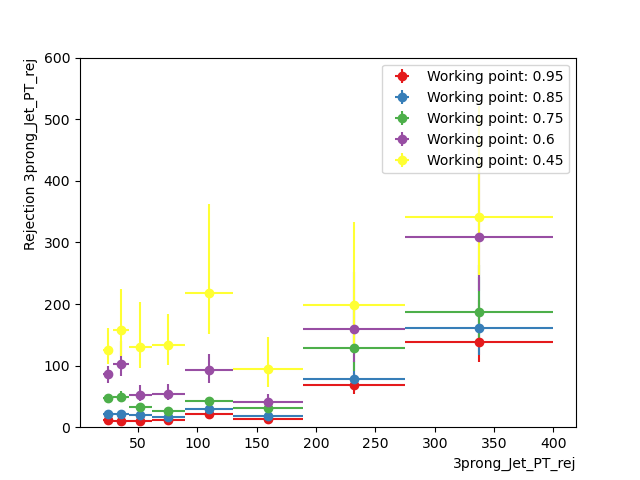 Rejection 3prong_Jet_PT_rej
600
500
400
300
200
100
0
Working point: 0.95
Working point: 0.85
Working point: 0.75
Working point: 0.6
Working point: 0.45
50 100 150 200 250 300 350 400
3prong_Jet_PT_rej